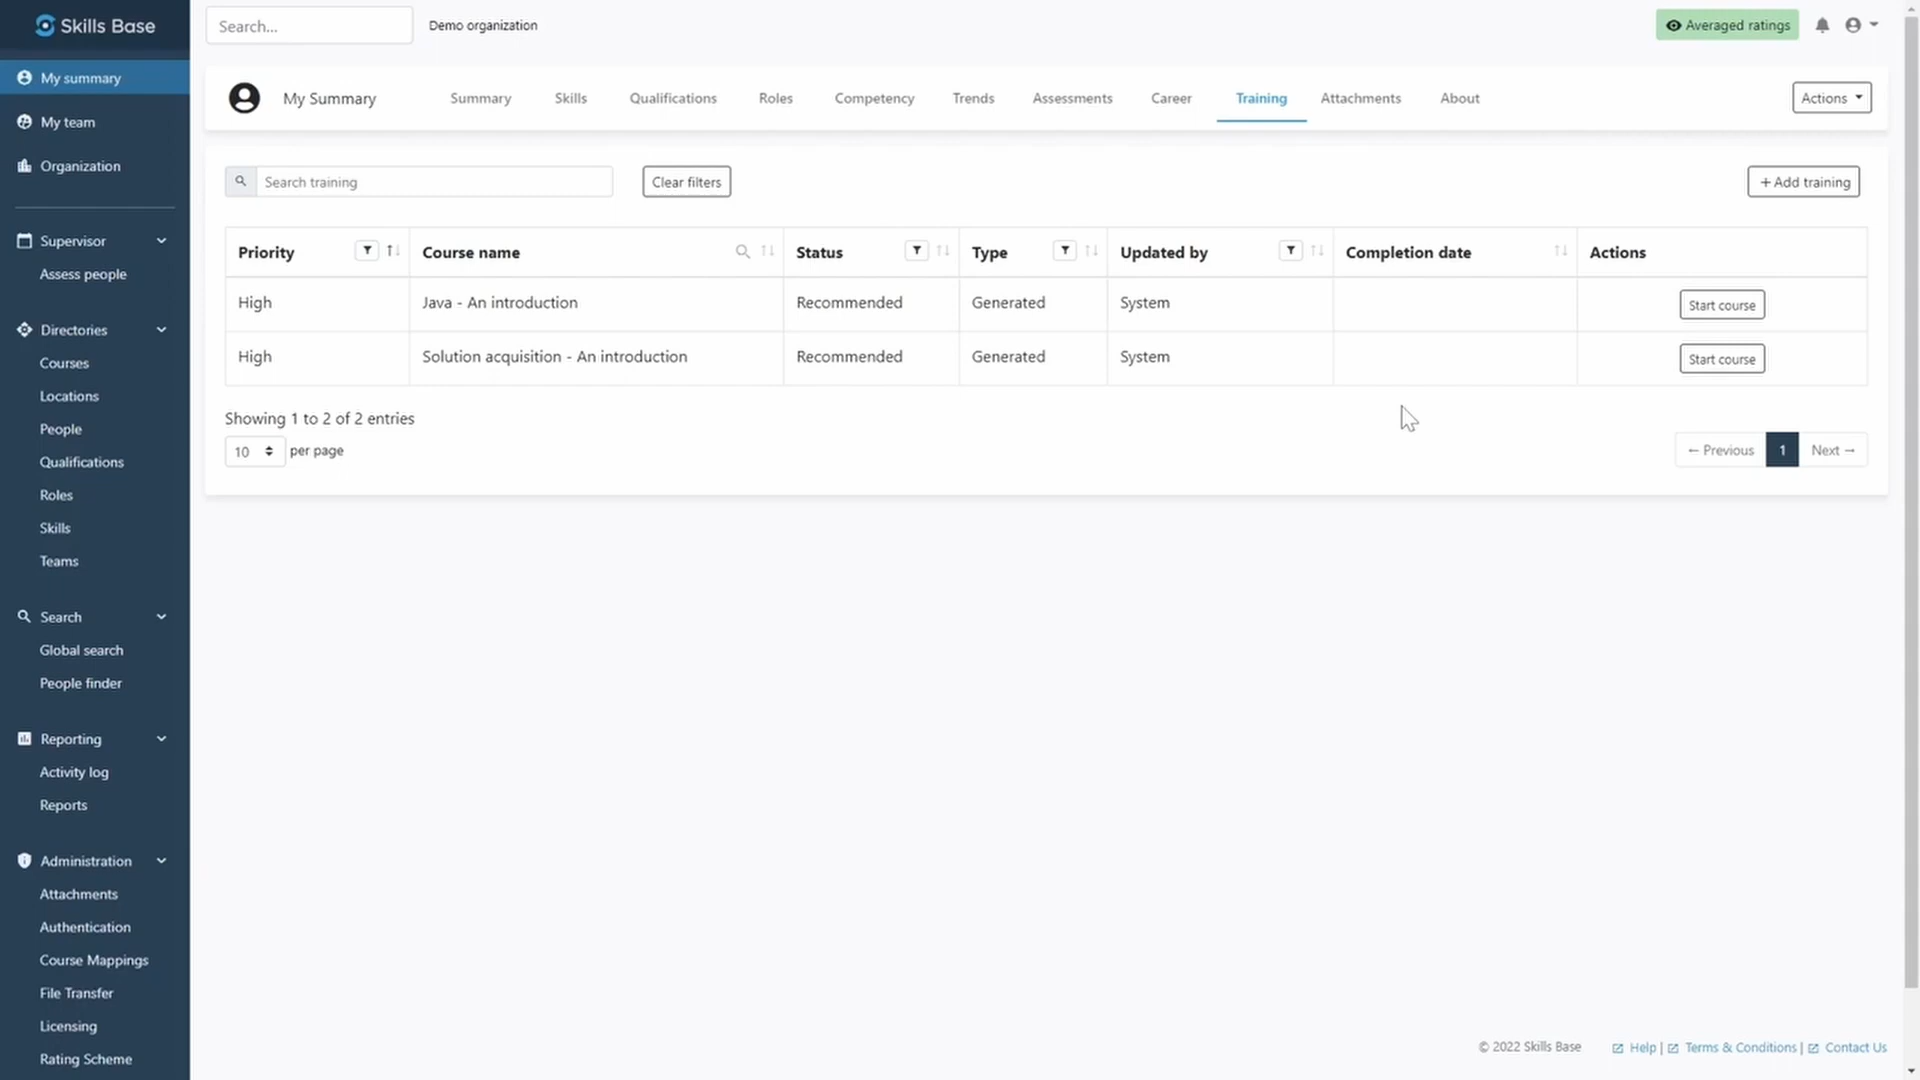 Skills Base
Search...
Demo organization
Averaged ratings
My summary
My team
Organization
Supervisor
Assess people
Directories
Courses
Locations
People
Qualifications
Roles
Skills
Teams
Search
Global search
People finder
Reporting
Activity log
Reports
Administration
Attachments
Authentication
Course Mappings
File Transfer
Licensing
Rating Scheme
My Summary Summary Skills Qualifications Roles Competency Trends Assessments Career Training Attachments About Actions
Search training Clear filters + Add training
Priority Course name Status Type Updated by Completion date Actions
High Java - An introduction Recommended Generated System Start course
High Solution acquisition - An introduction Recommended Generated System Start course
Showing 1 to 2 of 2 entries
10 per page
← Previous 1 Next →
© 2022 Skills Base Help | Terms & Conditions | Contact Us